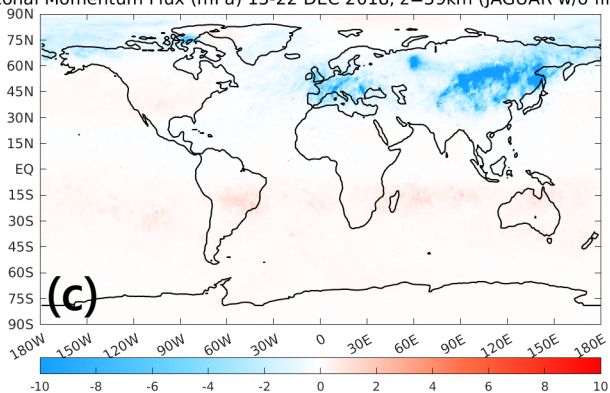 Momentum Flux (mPa) 15-22 DEC 2018, z=39km (JAGUAR w/o
90N
75N
60N
45N
30N
15N
EQ
15S
30S
45S
60S
75S
90S
(c)
180W 150W 120W 90W 60W 30W 0 30E 60E 90E 120E 150E 180E
-10 -8 -6 -4 -2 0 2 4 6 8 10